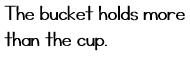 The bucket holds more
than the cup.